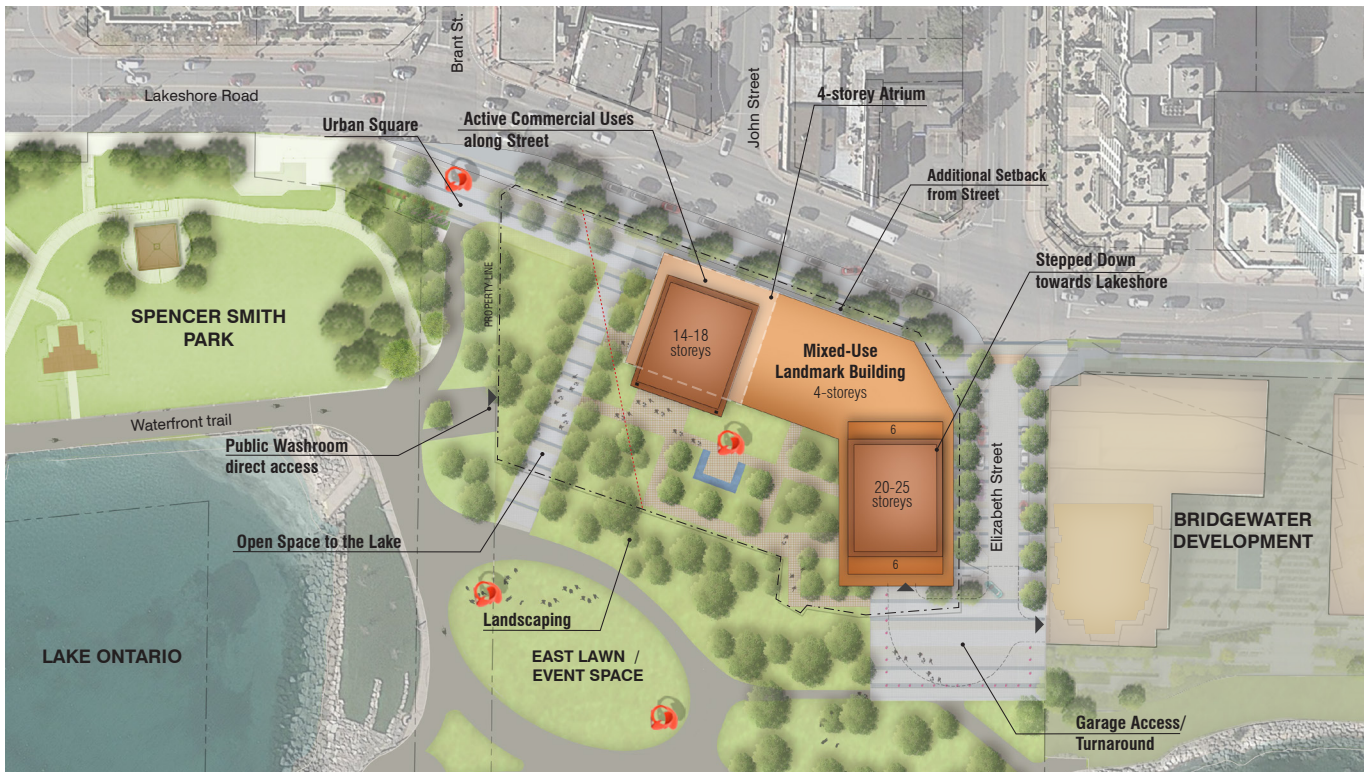 Brant St.
John Street
Lakeshore Road
Urban Square
Active Commercial Uses
along Street
4-storey Atrium
Additional Setback
from Street
Stepped Down
towards Lakeshore
PROPERTY LINE
SPENCER SMITH
PARK
14-18
storeys
Mixed-Use
Landmark Building
4-storeys
Waterfront trail
Public Washroom
direct access
6
20-25
storeys
6
Elizabeth Street
BRIDGEWATER
DEVELOPMENT
Open Space to the Lake
Landscaping
LAKE ONTARIO
EAST LAWN /
EVENT SPACE
Garage Access/
Turnaround